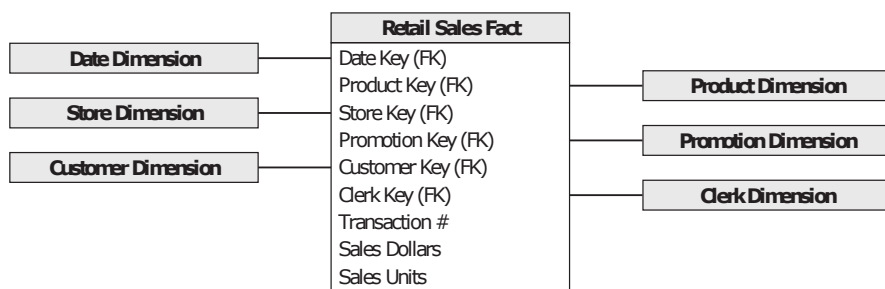 Retail Sales Fact
Date Dimension
Date Key (FK)
Product Key (FK)
Product Dimension
Store Dimension
Store Key (FK)
Promotion Key (FK)
Promotion Dimension
Customer Dimension
Customer Key (FK)
Clerk Key (FK)
Clerk Dimension
Transaction #
Sales Dollars
Sales Units